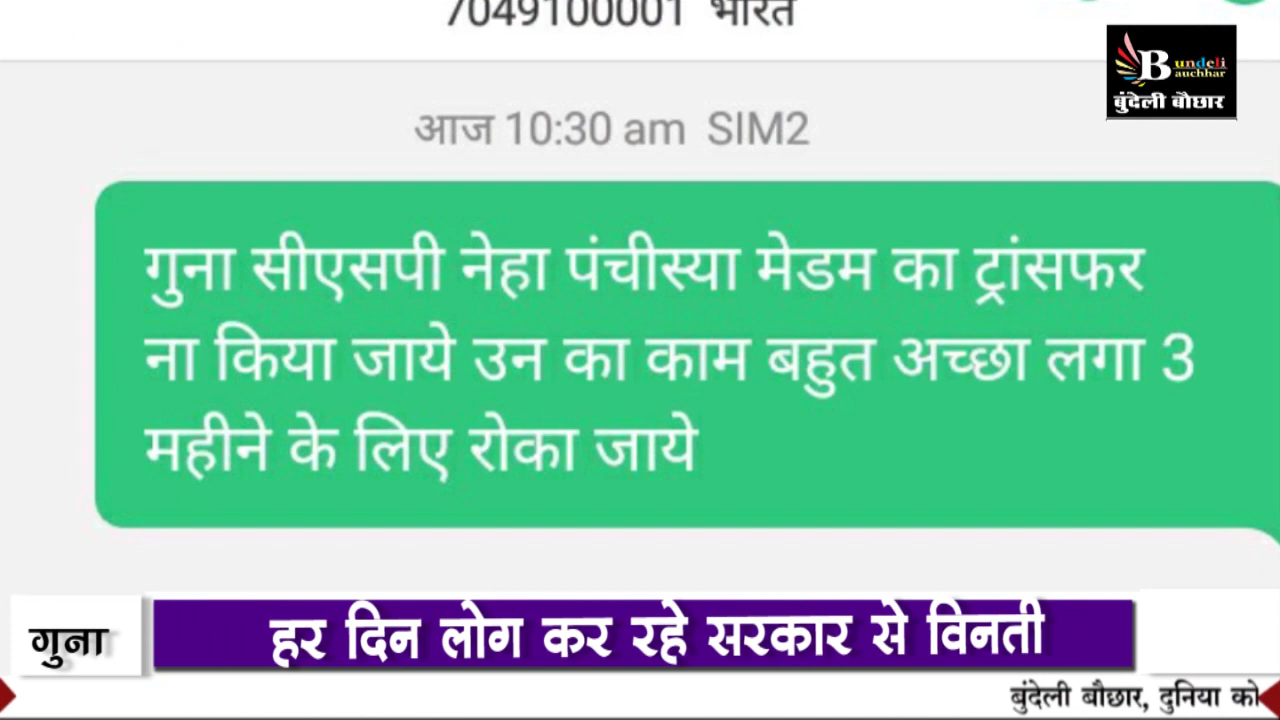 7049100001 भारत
Bundeli
Bauchhar
बुंदेली बौछार
आज 10:30 am SIM2
गुना सीएसपी नेहा पंचीस्या मेडम का ट्रांसफर
ना किया जाये उन का काम बहुत अच्छा लगा 3
महीने के लिए रोका जाये
गुना
हर दिन लोग कर रहे सरकार से विनती
बुंदेली बौछार, दुनिया को